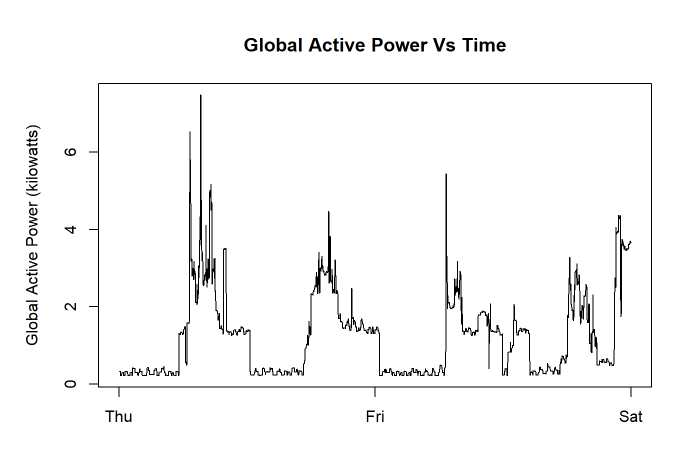 Global Active Power Vs Time
Global Active Power (kilowatts)
6
4
2
0
Thu Fri Sat